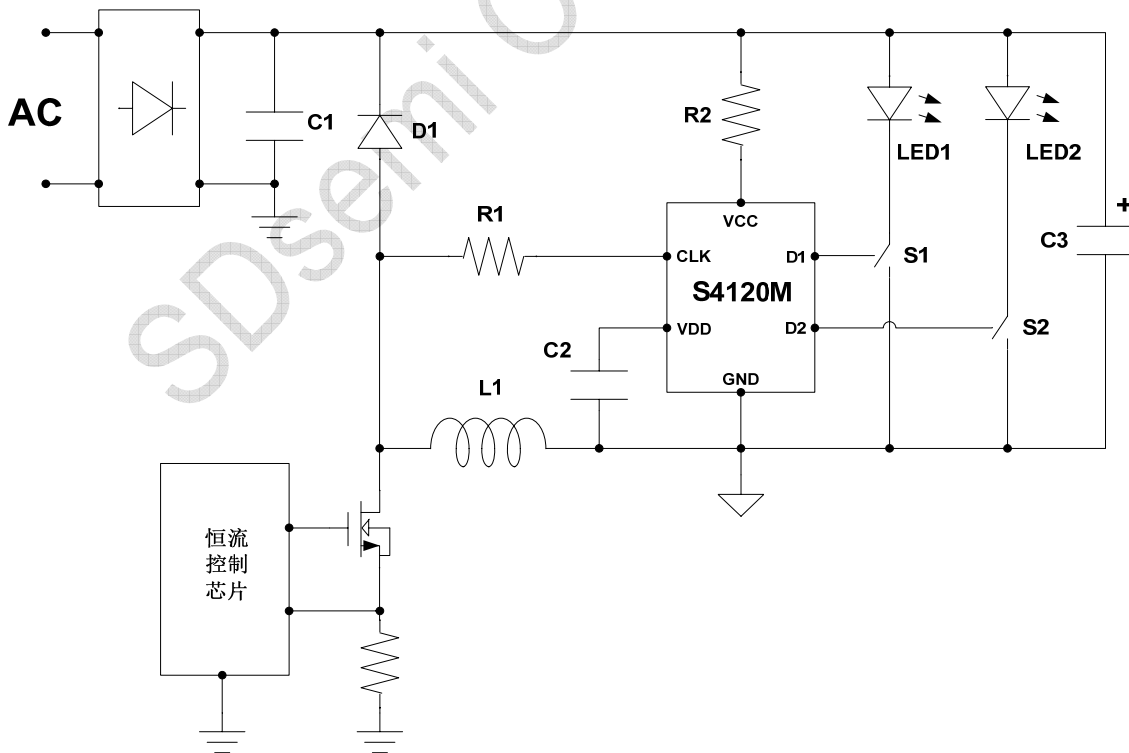 SDsemi C
AC
C1
D1
R2
LED1
LED2
+
C3
R1
VCC
CLK
D1
S1
S4120M
VDD
D2
S2
GND
C2
L1
恒流
控制
芯片